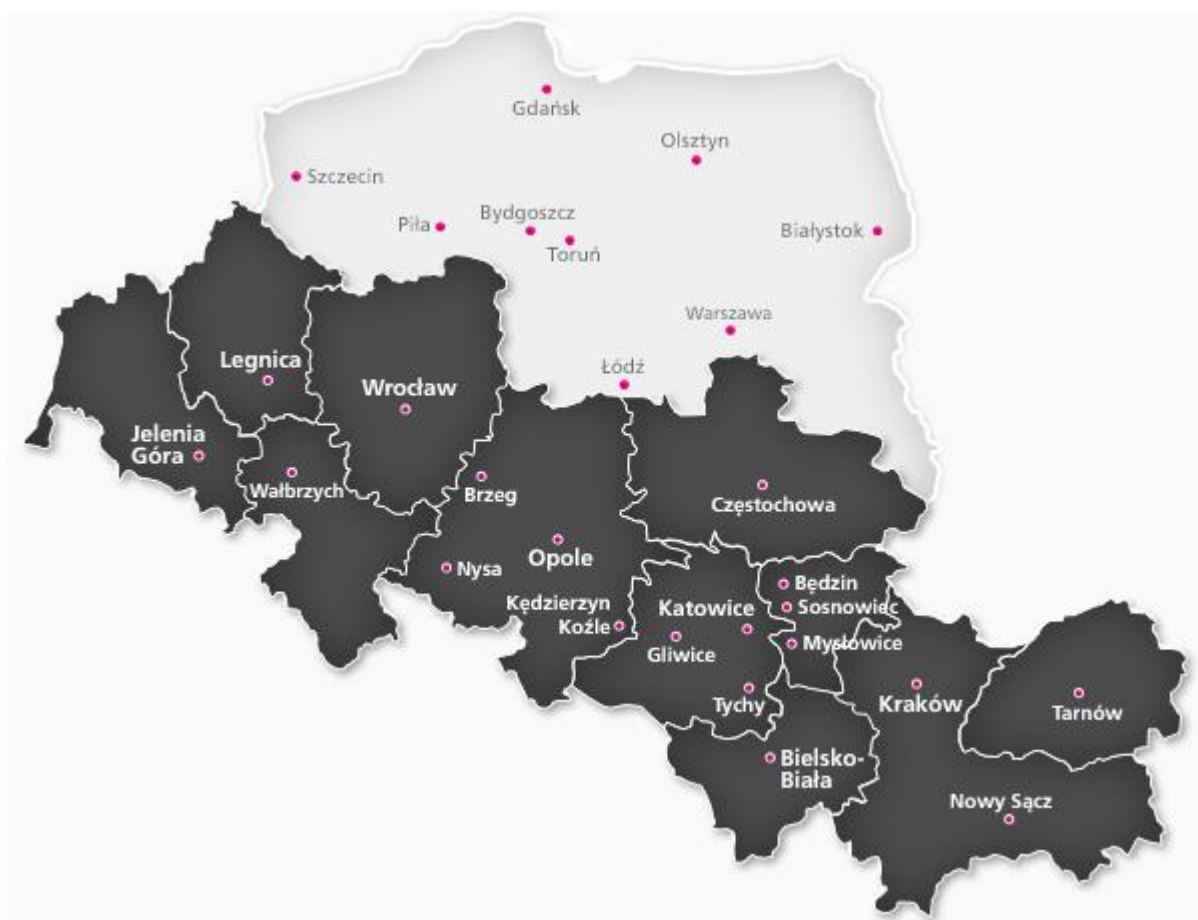 Gdańsk
Olsztyn
Szczecin
Piła
Bydgoszcz
Toruń
Białystok
Warszawa
Łódź
Legnica
Wrocław
Jelenia
Góra
Wałbrzych
Brzeg
Częstochowa
Opole
Nysa
Kędzierzyn
Koźle
Katowice
Gliwice
Będzin
Sosnowiec
Mysłowice
Tychy
Kraków
Tarnów
Bielsko-
Biała
Nowy Sącz